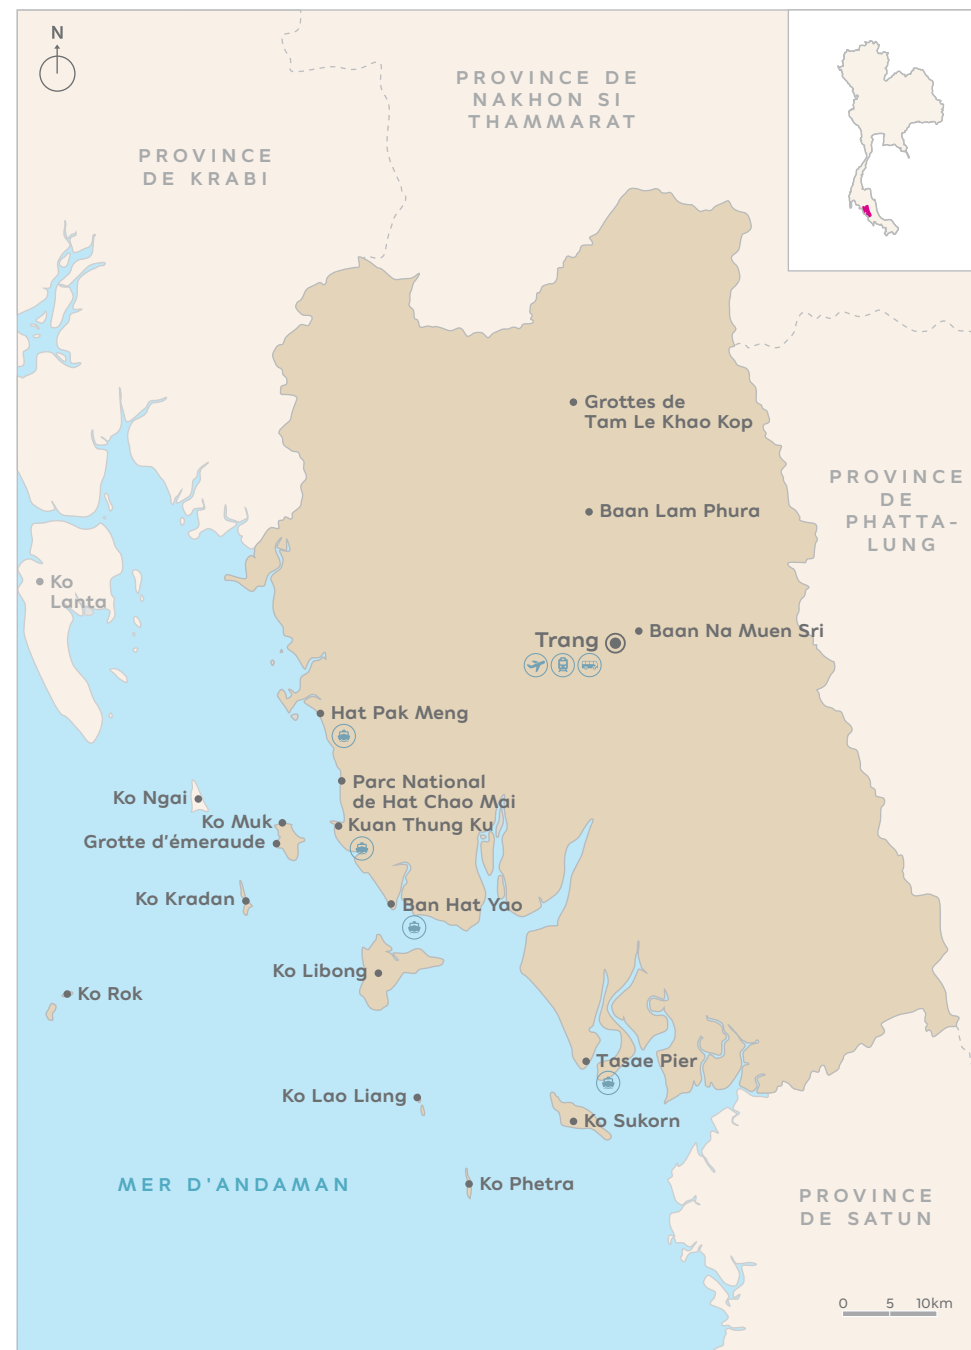 N
PROVINCE DE
NAKHON SI
THAMMARAT
PROVINCE
DE KRABI
Grottes de
Tam Le Khao Kop
PROVINCE
DE
PHATTA-
LUNG
Baan Lam Phura
Ko
Lanta
Baan Na Muen Sri
Trang
Hat Pak Meng
Parc National
de Hat Chao Mai
Ko Ngai
Ko Muk
Kuan Thung Ku
Grotte d'émeraude
Ko Kradan
Ban Hat Yao
Ko Libong
Ko Rok
Tasae Pier
Ko Lao Liang
Ko Sukorn
MER D'ANDAMAN
Ko Phetra
PROVINCE
DE SATUN
0 5 10km